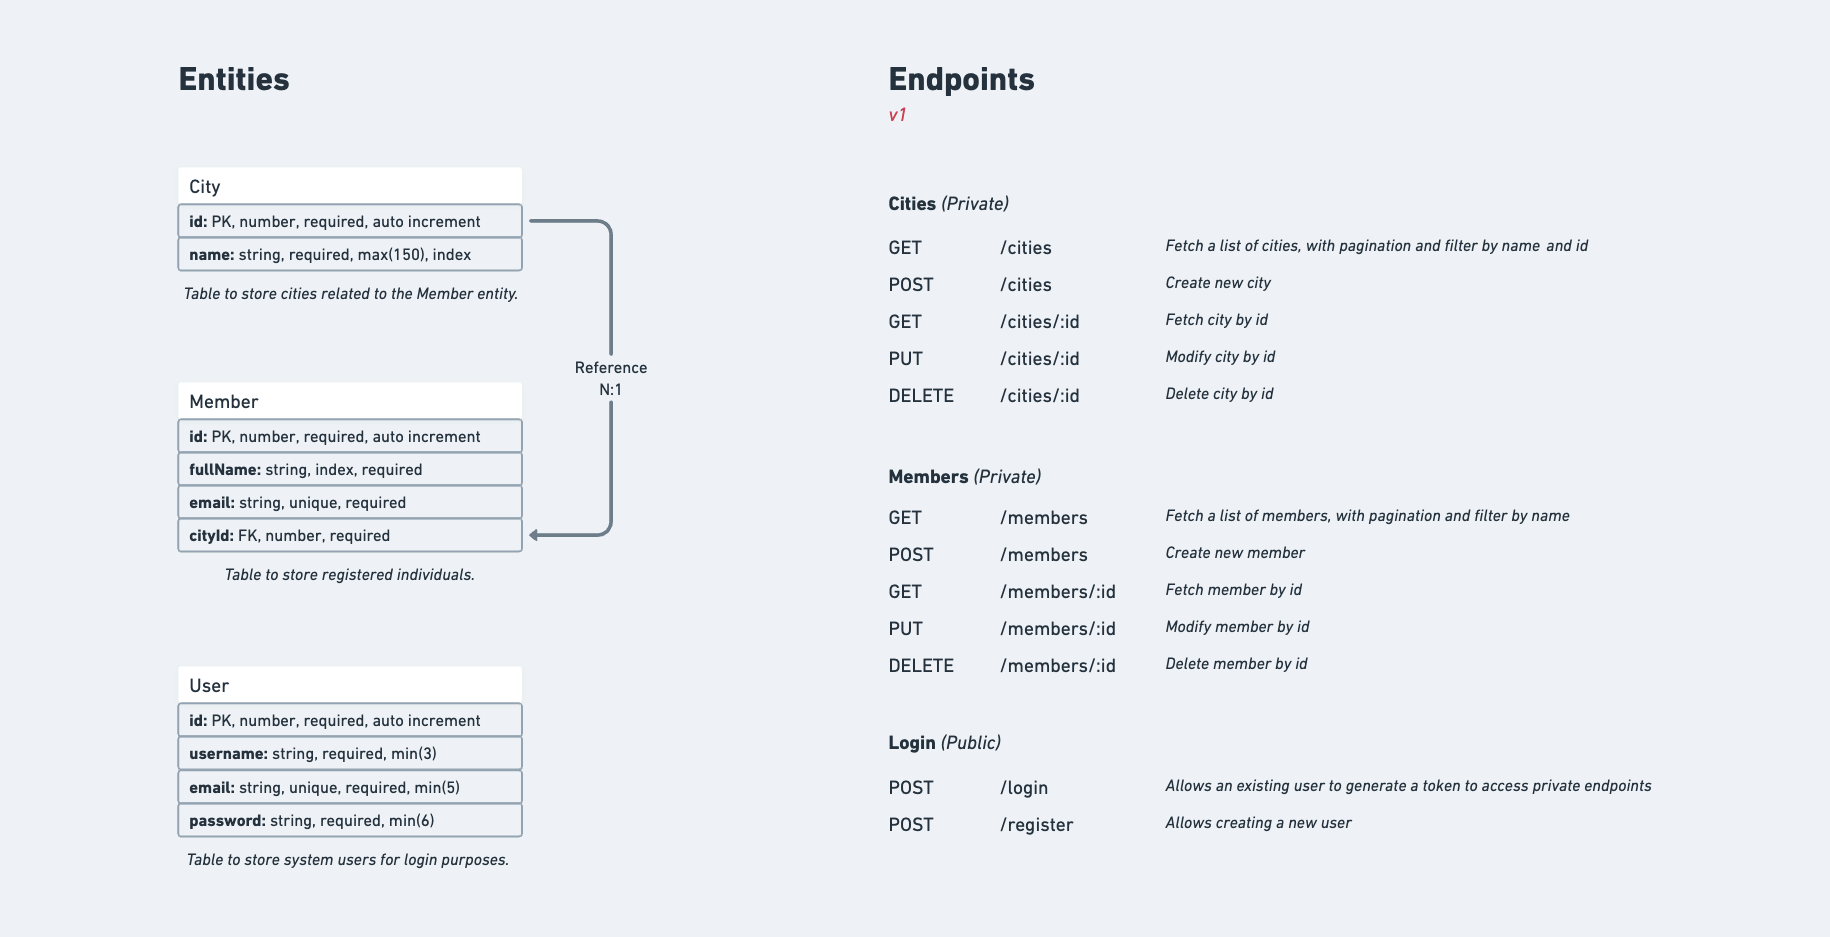 Entities
City
id: PK, number, required, auto increment
name: string, required, max(150), index
Table to store cities related to the Member entity.
Reference
N:1
Member
id: PK, number, required, auto increment
fullName: string, index, required
email: string, unique, required
cityId: FK, number, required
Table to store registered individuals.
User
id: PK, number, required, auto increment
username: string, required, min(3)
email: string, unique, required, min(5)
password: string, required, min(6)
Table to store system users for login purposes.
Endpoints
v1
Cities (Private)
GET /cities Fetch a list of cities, with pagination and filter by name and id
POST /cities Create new city
GET /cities/:id Fetch city by id
PUT /cities/:id Modify city by id
DELETE /cities/:id Delete city by id
Members (Private)
GET /members Fetch a list of members, with pagination and filter by name
POST /members Create new member
GET /members/:id Fetch member by id
PUT /members/:id Modify member by id
DELETE /members/:id Delete member by id
Login (Public)
POST /login Allows an existing user to generate a token to access private endpoints
POST /register Allows creating a new user